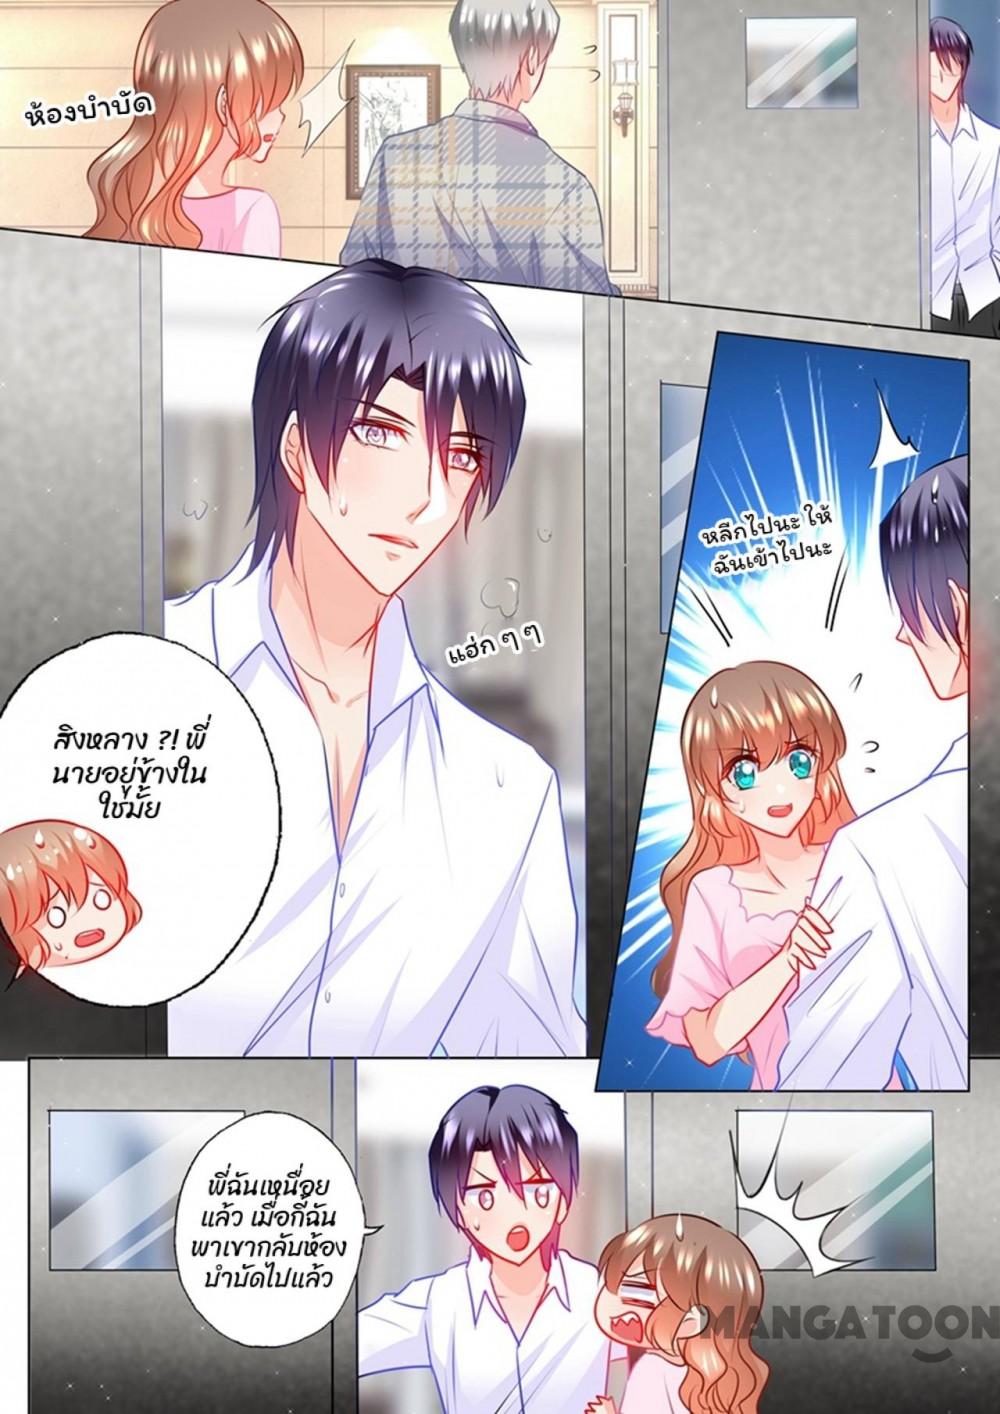 ห้องบำบัด
หลีกไปนะ ให้
ฉันเข้าไปนะ
แฮ่ก ๆ ๆ
สิงหลาง ?! พี่
นายอยู่ข้างใน
ใช่มั้ย
พี่ฉันเหนื่อย
แล้ว เมื่อกี้ฉัน
พาเขากลับห้อง
บำบัดไปแล้ว
MANGATOON